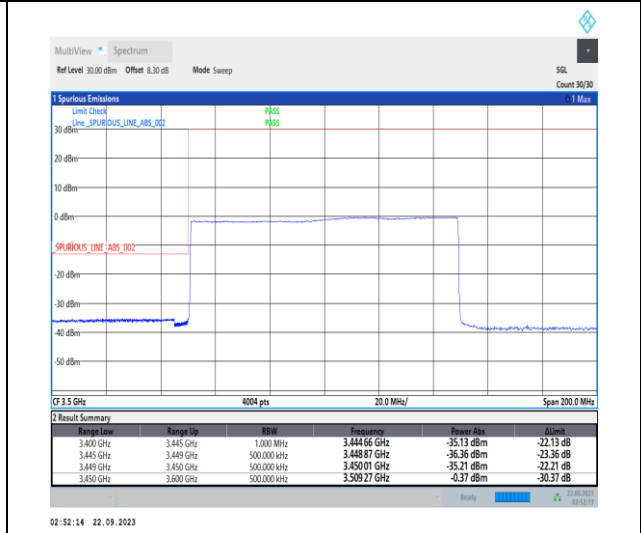 MultiView * Spectrum
Ref Level 30.00 dBm Offset 8.30 dB Mode Sweep SGL
Count 30/30
1 Spurious Emissions 1 Max
Limit Check PASS
Line _SPURIOUS_LINE_ABS_002 PASS
30 dBm
20 dBm
10 dBm
0 dBm
_SPURIOUS_LINE_ABS_002
-20 dBm
-30 dBm
-40 dBm
-50 dBm
CF 3.5 GHz 4004 pts 20.0 MHz/ Span 200.0 MHz
2 Result Summary
Range Low Range Up RBW Frequency Power Abs ΔLimit
3.400 GHz 3.445 GHz 1.000 MHz 3.444 66 GHz -35.13 dBm -22.13 dB
3.445 GHz 3.449 GHz 500.000 kHz 3.448 87 GHz -36.36 dBm -23.36 dB
3.449 GHz 3.450 GHz 500.000 kHz 3.450 01 GHz -35.21 dBm -22.21 dB
3.450 GHz 3.600 GHz 500.000 kHz 3.509 27 GHz -0.37 dBm -30.37 dB
Ready 22.09.2023
02:52:13
02:52:14 22.09.2023